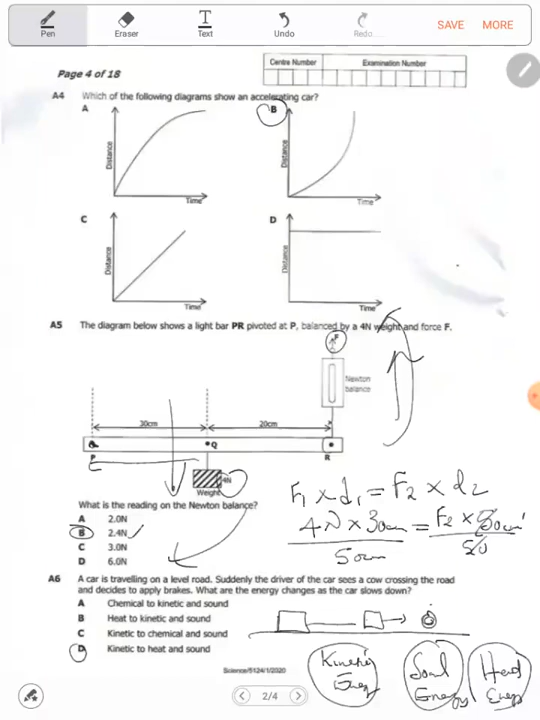 Pen
Eraser
Text
Undo
Redo...
SAVE
MORE
Centre Number
Examination Number
Page 4 of 18
A4 Which of the following diagrams show an accelerating car?
A
B
Distance
Time
Distance
Time
C
D
Distance
Time
Distance
Time
A5 The diagram below shows a light bar PR pivoted at P, balanced by a 4N weight and force F.
F
Newton
balance
30cm
20cm
P
Q
R
4N
Weight
What is the reading on the Newton balance?
A 2.0N
B 2.4N
C 3.0N
D 6.0N
F1 x d1 = F2 x d2
4N x 30cm = F2 x 50cm
50cm
50
A6 A car is travelling on a level road. Suddenly the driver of the car sees a cow crossing the road
and decides to apply brakes. What are the energy changes as the car slows down?
A Chemical to kinetic and sound
B Heat to kinetic and sound
C Kinetic to chemical and sound
D Kinetic to heat and sound
Kinetic
Energy
Energy
Science/5124/1/2020
2/4